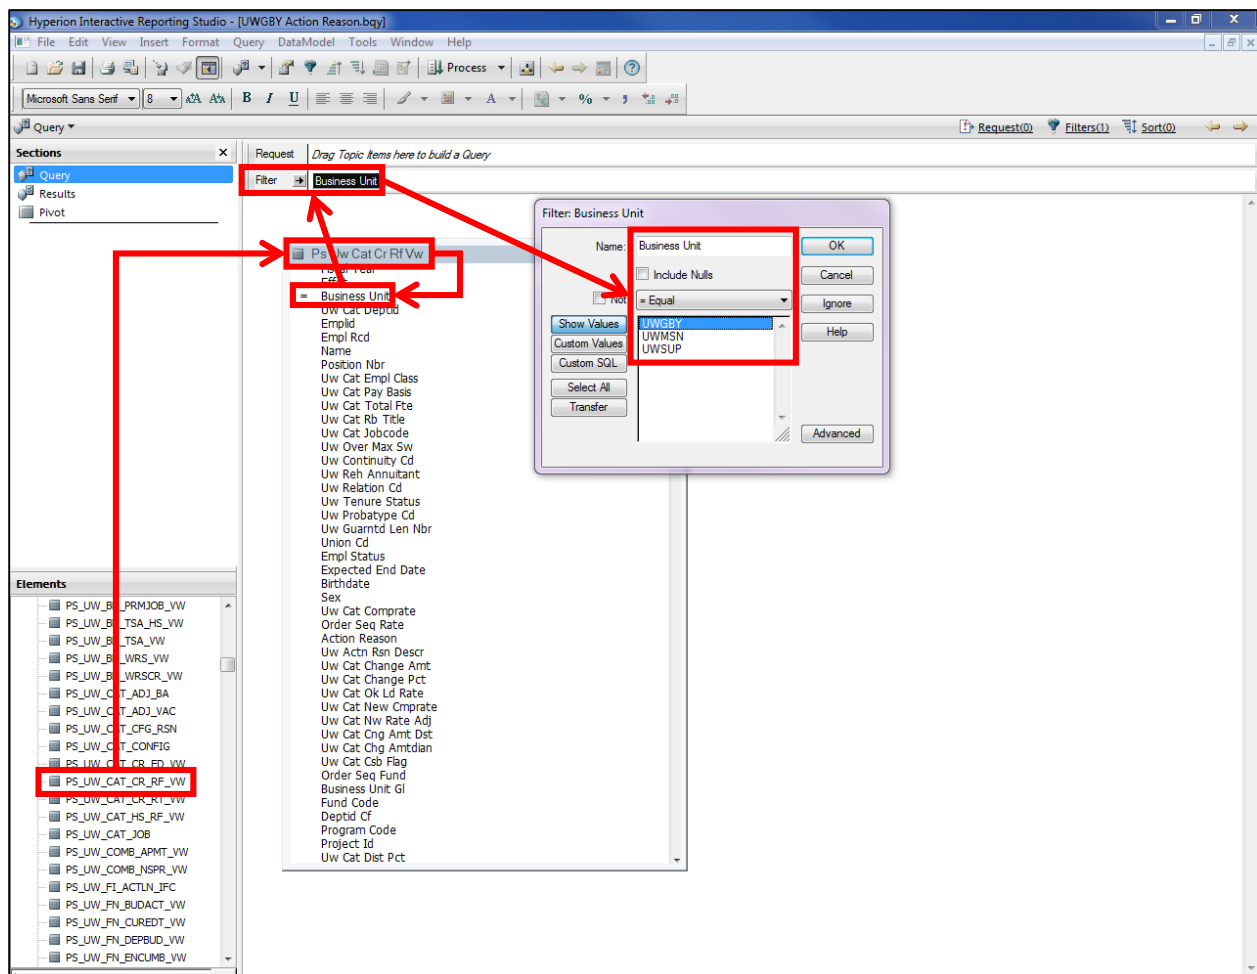 Hyperion Interactive Reporting Studio - [UWGBY Action Reason.bqy]
File Edit View Insert Format Query DataModel Tools Window Help
Process
Microsoft Sans Serif 8 B I U A %
Query
Request(0) Filters(1) Sort(0)
Sections
Query
Results
Pivot
Request Drag Topic Items here to build a Query
Filter Business Unit
Ps Uw Cat Cr Rf Vw
Fiscal Year
= Business Unit
Uw Cat Deptid
Emplid
Empl Rcd
Name
Position Nbr
Uw Cat Empl Class
Uw Cat Pay Basis
Uw Cat Total Fte
Uw Cat Rb Title
Uw Cat Jobcode
Uw Over Max Sw
Uw Continuity Cd
Uw Reh Annuitant
Uw Relation Cd
Uw Tenure Status
Uw Probatype Cd
Uw Guarntd Len Nbr
Union Cd
Empl Status
Expected End Date
Birthdate
Sex
Uw Cat Comprate
Order Seq Rate
Action Reason
Uw Actn Rsn Descr
Uw Cat Change Amt
Uw Cat Change Pct
Uw Cat Ok Ld Rate
Uw Cat New Cmprate
Uw Cat Nw Rate Adj
Uw Cat Cng Amt Dst
Uw Cat Chg Amtdian
Uw Cat Csb Flag
Order Seq Fund
Business Unit Gl
Fund Code
Deptid Cf
Program Code
Project Id
Uw Cat Dist Pct
Filter: Business Unit
Name: Business Unit
Include Nulls
Not = Equal
UWGBY
UWMSN
UWSUP
Show Values
Custom Values
Custom SQL
Select All
Transfer
OK
Cancel
Ignore
Help
Advanced
Elements
PS_UW_BN_PRMJOB_VW
PS_UW_BN_TSA_HS_VW
PS_UW_BN_TSA_VW
PS_UW_BN_WRS_VW
PS_UW_BN_WRSCR_VW
PS_UW_CAT_ADJ_BA
PS_UW_CAT_ADJ_VAC
PS_UW_CAT_CFG_RSN
PS_UW_CAT_CONFIG
PS_UW_CAT_CR_FD_VW
PS_UW_CAT_CR_RF_VW
PS_UW_CAT_CR_RT_VW
PS_UW_CAT_HS_RF_VW
PS_UW_CAT_JOB
PS_UW_COMB_APMT_VW
PS_UW_COMB_NSPR_VW
PS_UW_FI_ACTLN_IFC
PS_UW_FN_BUDACT_VW
PS_UW_FN_CUREDT_VW
PS_UW_FN_DEPBUD_VW
PS_UW_FN_ENCUMB_VW